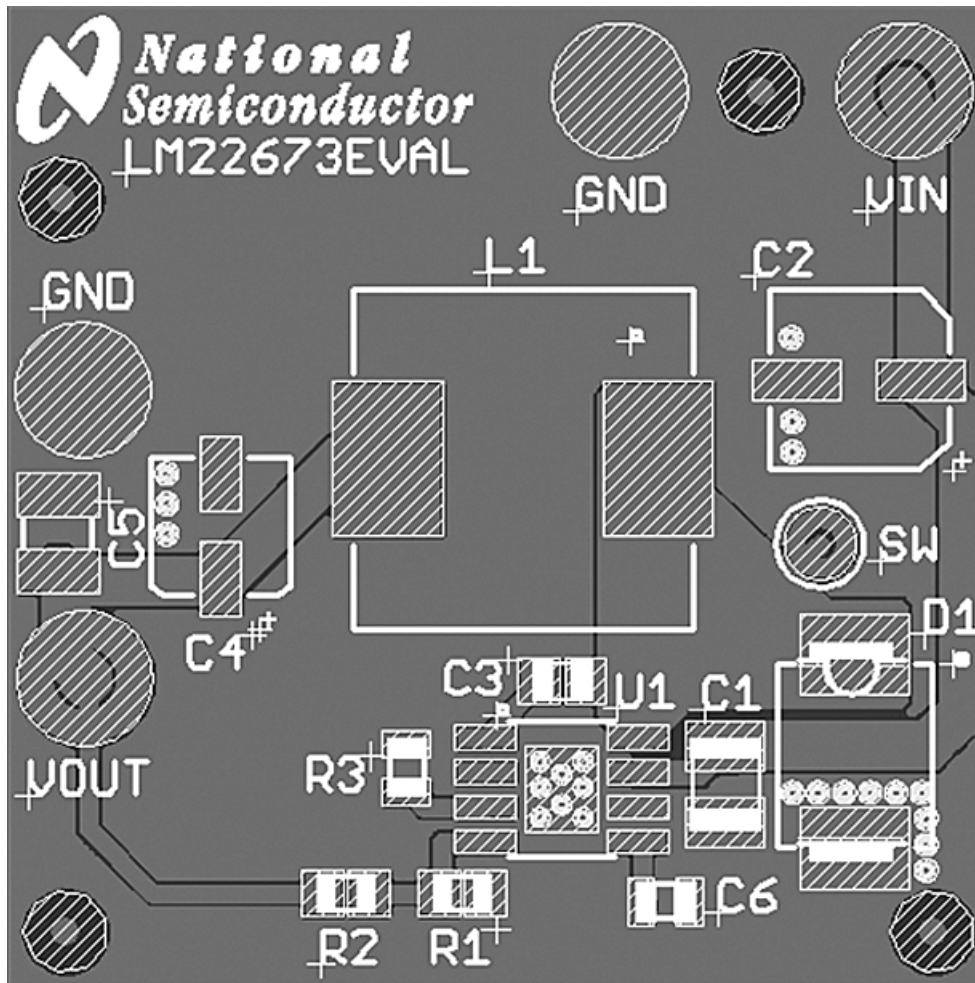 National
Semiconductor
LM22673EVAL
GND
VIN
L1
C2
GND
C5
SW
C4
D1
C3
U1
C1
R3
VOUT
C6
R2
R1